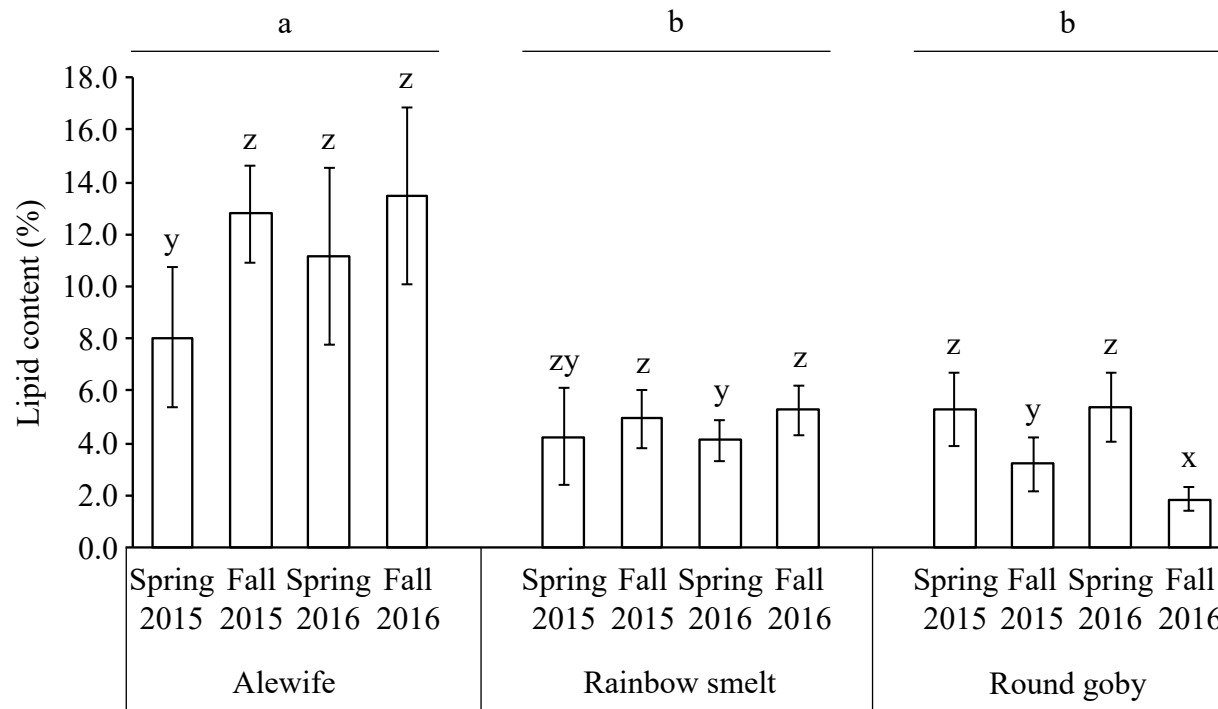 a b b
18.0
16.0
14.0
12.0
10.0
8.0
6.0
4.0
2.0
0.0
Lipid content (%)
y z z z
zy z y z
z y z x
Spring Fall Spring Fall
2015 2015 2016 2016
Alewife
Spring Fall Spring Fall
2015 2015 2016 2016
Rainbow smelt
Spring Fall Spring Fall
2015 2015 2016 2016
Round goby